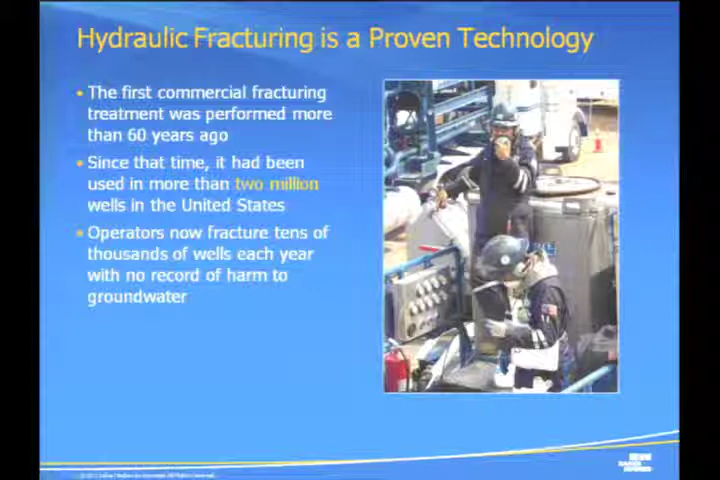 Hydraulic Fracturing is a Proven Technology
• The first commercial fracturing
treatment was performed more
than 60 years ago
• Since that time, it had been
used in more than two million
wells in the United States
• Operators now fracture tens of
thousands of wells each year
with no record of harm to
groundwater
BAKER
HUGHES